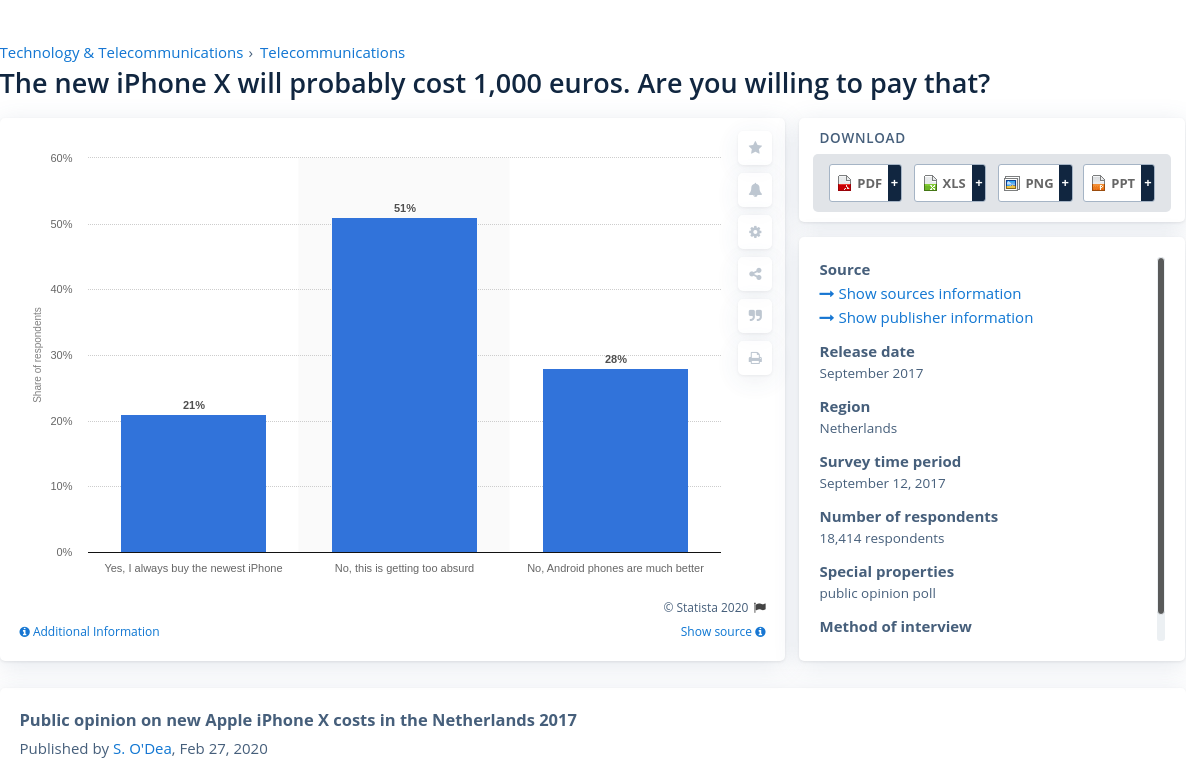 Technology & Telecommunications › Telecommunications
The new iPhone X will probably cost 1,000 euros. Are you willing to pay that?
60%
50%
40%
30%
20%
10%
0%
Share of respondents
21%
51%
28%
Yes, I always buy the newest iPhone
No, this is getting too absurd
No, Android phones are much better
© Statista 2020
Additional Information
Show source
DOWNLOAD
PDF +
XLS +
PNG +
PPT +
Source
Show sources information
Show publisher information
Release date
September 2017
Region
Netherlands
Survey time period
September 12, 2017
Number of respondents
18,414 respondents
Special properties
public opinion poll
Method of interview
Public opinion on new Apple iPhone X costs in the Netherlands 2017
Published by S. O'Dea, Feb 27, 2020